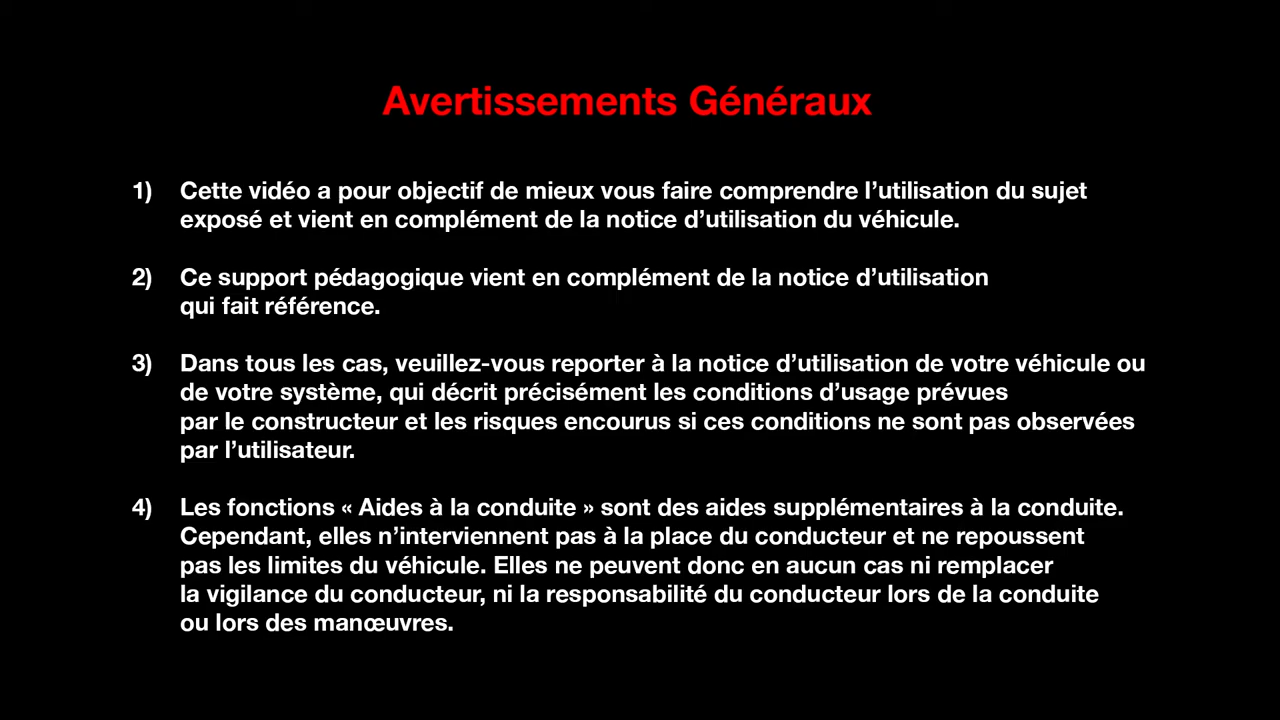 Avertissements Généraux
1) Cette vidéo a pour objectif de mieux vous faire comprendre l’utilisation du sujet
exposé et vient en complément de la notice d’utilisation du véhicule.
2) Ce support pédagogique vient en complément de la notice d’utilisation
qui fait référence.
3) Dans tous les cas, veuillez-vous reporter à la notice d’utilisation de votre véhicule ou
de votre système, qui décrit précisément les conditions d’usage prévues
par le constructeur et les risques encourus si ces conditions ne sont pas observées
par l’utilisateur.
4) Les fonctions « Aides à la conduite » sont des aides supplémentaires à la conduite.
Cependant, elles n’interviennent pas à la place du conducteur et ne repoussent
pas les limites du véhicule. Elles ne peuvent donc en aucun cas ni remplacer
la vigilance du conducteur, ni la responsabilité du conducteur lors de la conduite
ou lors des manœuvres.